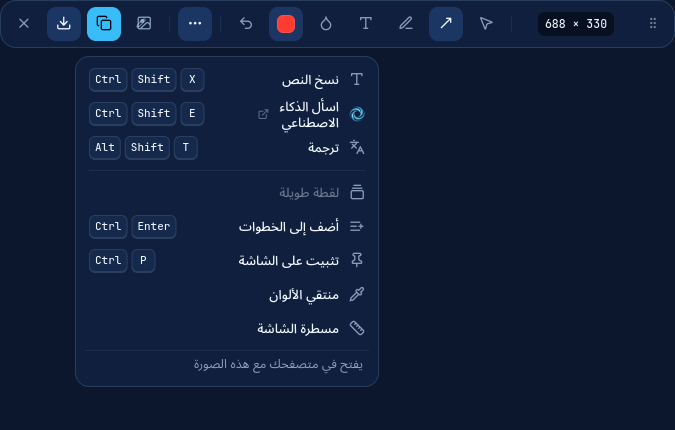 688 × 330
نسخ النص
Ctrl Shift X
اسأل الذكاء
الاصطناعي
Ctrl Shift E
ترجمة
Alt Shift T
لقطة طويلة
أضف إلى الخطوات
Ctrl Enter
تثبيت على الشاشة
Ctrl P
منتقي الألوان
مسطرة الشاشة
يفتح في متصفحك مع هذه الصورة